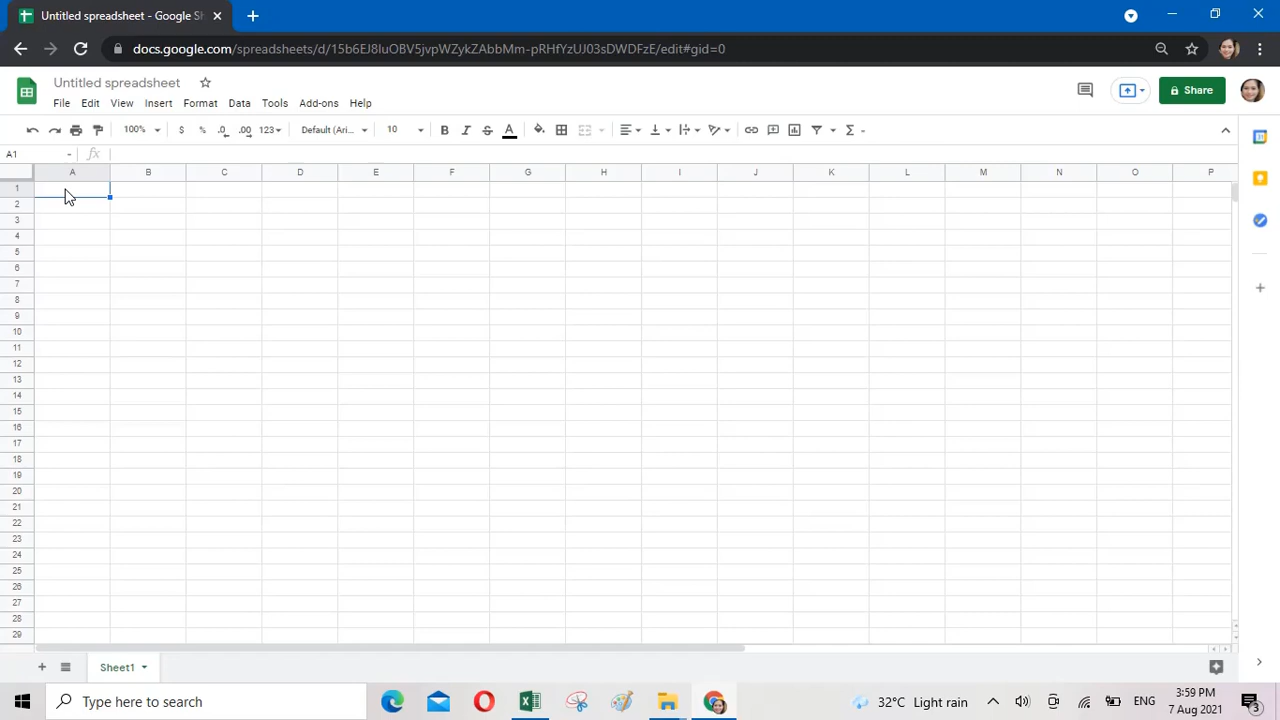 Untitled spreadsheet - Google Sh
docs.google.com/spreadsheets/d/15b6EJ8luOBV5jvpWZykZAbbMm-pRHfYzUJ03sDWDFzE/edit#gid=0
Untitled spreadsheet
File Edit View Insert Format Data Tools Add-ons Help
Share
100% $ % .0 .00 123 Default (Ari... 10 B I S A Σ
A1 fx
A B C D E F G H I J K L M N O P
1
2
3
4
5
6
7
8
9
10
11
12
13
14
15
16
17
18
19
20
21
22
23
24
25
26
27
28
29
Sheet1
Type here to search
32°C Light rain
ENG
3:59 PM
7 Aug 2021
3